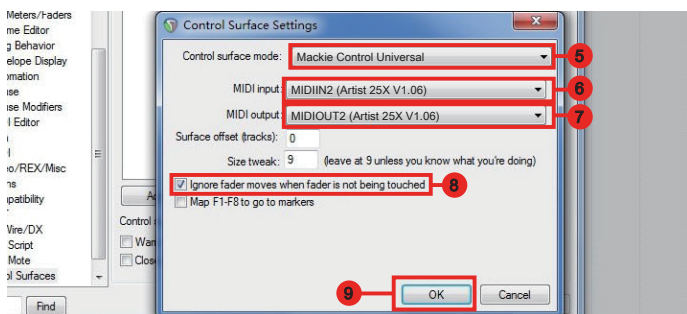 Meters/Faders
me Editor
g Behavior
elope Display
omation
se
use Modifiers
I Editor
o/REX/Misc
ns
patibility
Wire/DX
Script
Mote
ol Surfaces
Find
Control Surface Settings
Control surface mode: Mackie Control Universal 5
MIDI input: MIDIIN2 (Artist 25X V1.06) 6
MIDI output: MIDIOUT2 (Artist 25X V1.06) 7
Surface offset (tracks): 0
Size tweak: 9 (leave at 9 unless you know what you're doing)
Ignore fader moves when fader is not being touched 8
Map F1-F8 to go to markers
Control
War
Close
9 OK Cancel